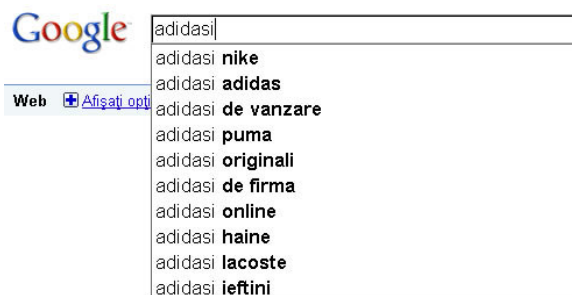 Google
adidasi
adidasi nike
adidasi adidas
Web Afişaţi opţi adidasi de vanzare
adidasi puma
adidasi originali
adidasi de firma
adidasi online
adidasi haine
adidasi lacoste
adidasi ieftini